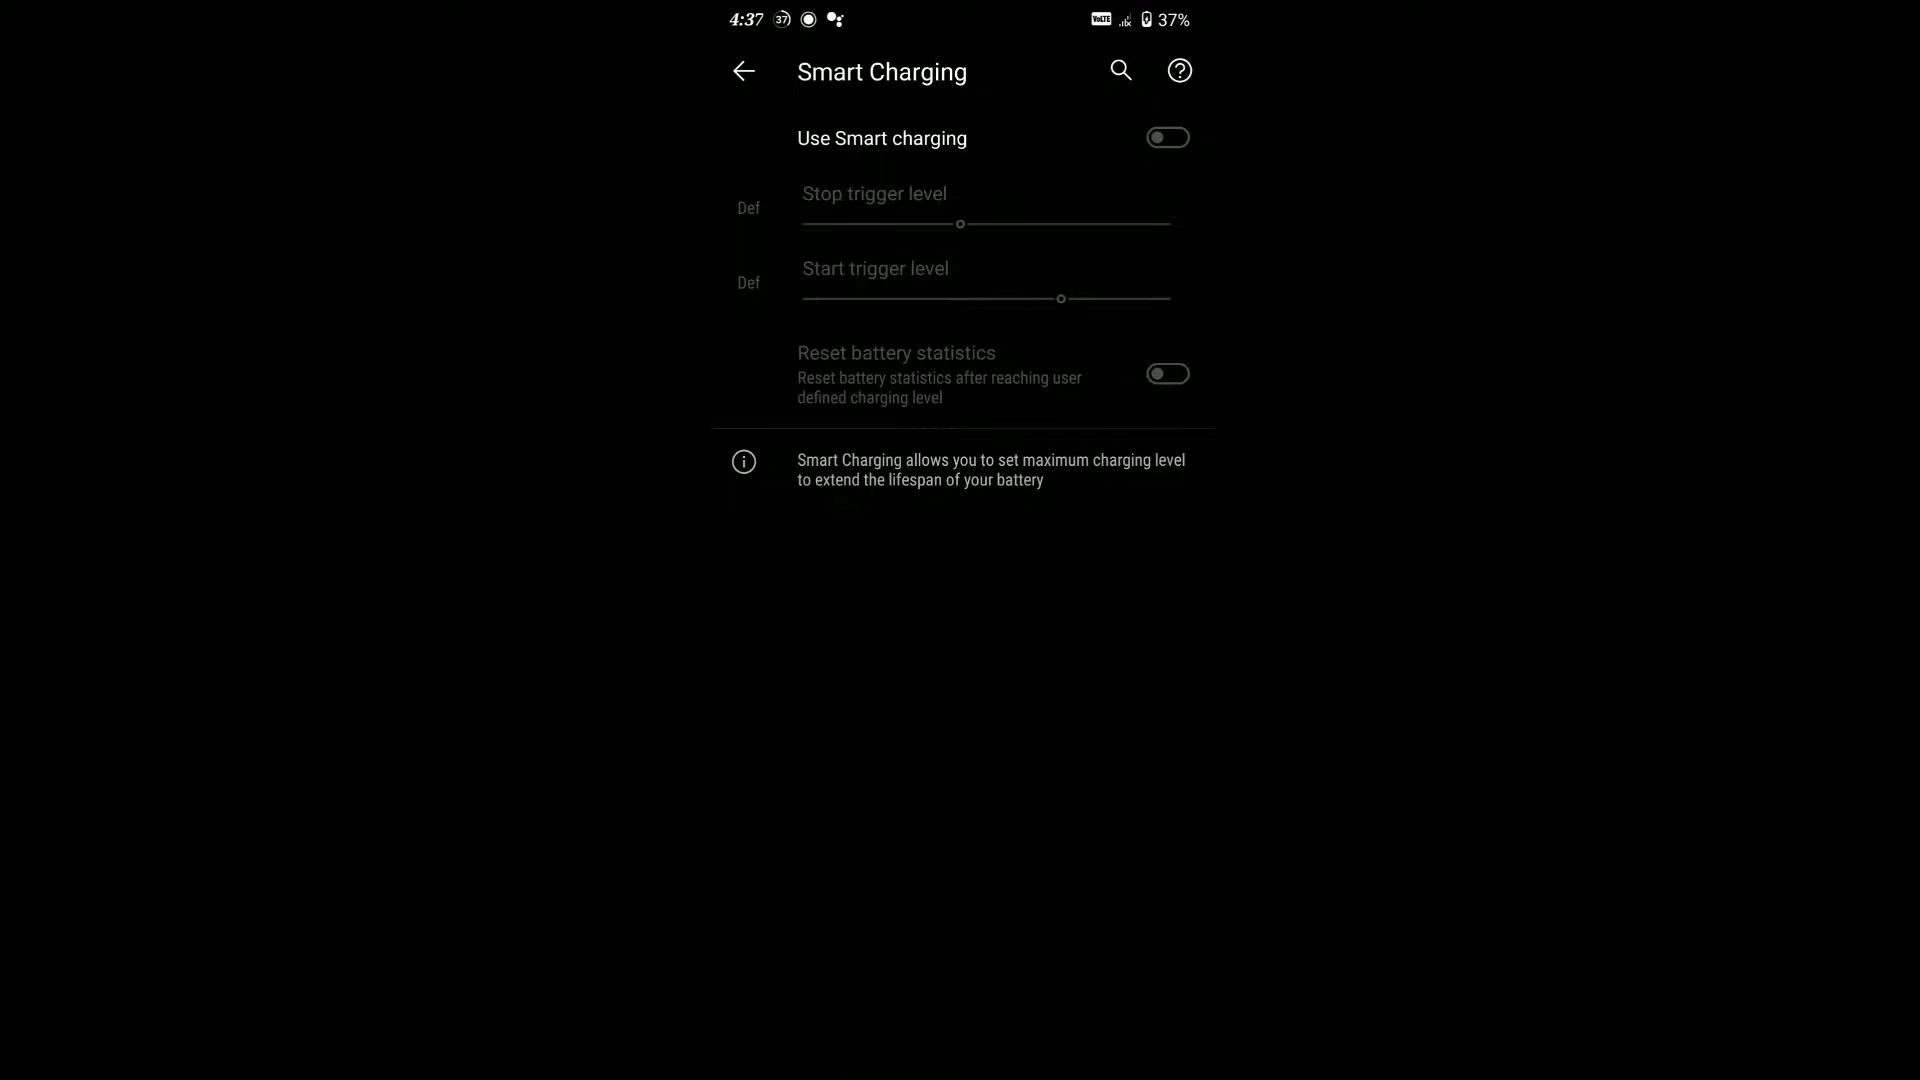 4:37 37 VoLTE 37%
Smart Charging
Use Smart charging
Stop trigger level
Def
Start trigger level
Def
Reset battery statistics
Reset battery statistics after reaching user
defined charging level
Smart Charging allows you to set maximum charging level
to extend the lifespan of your battery